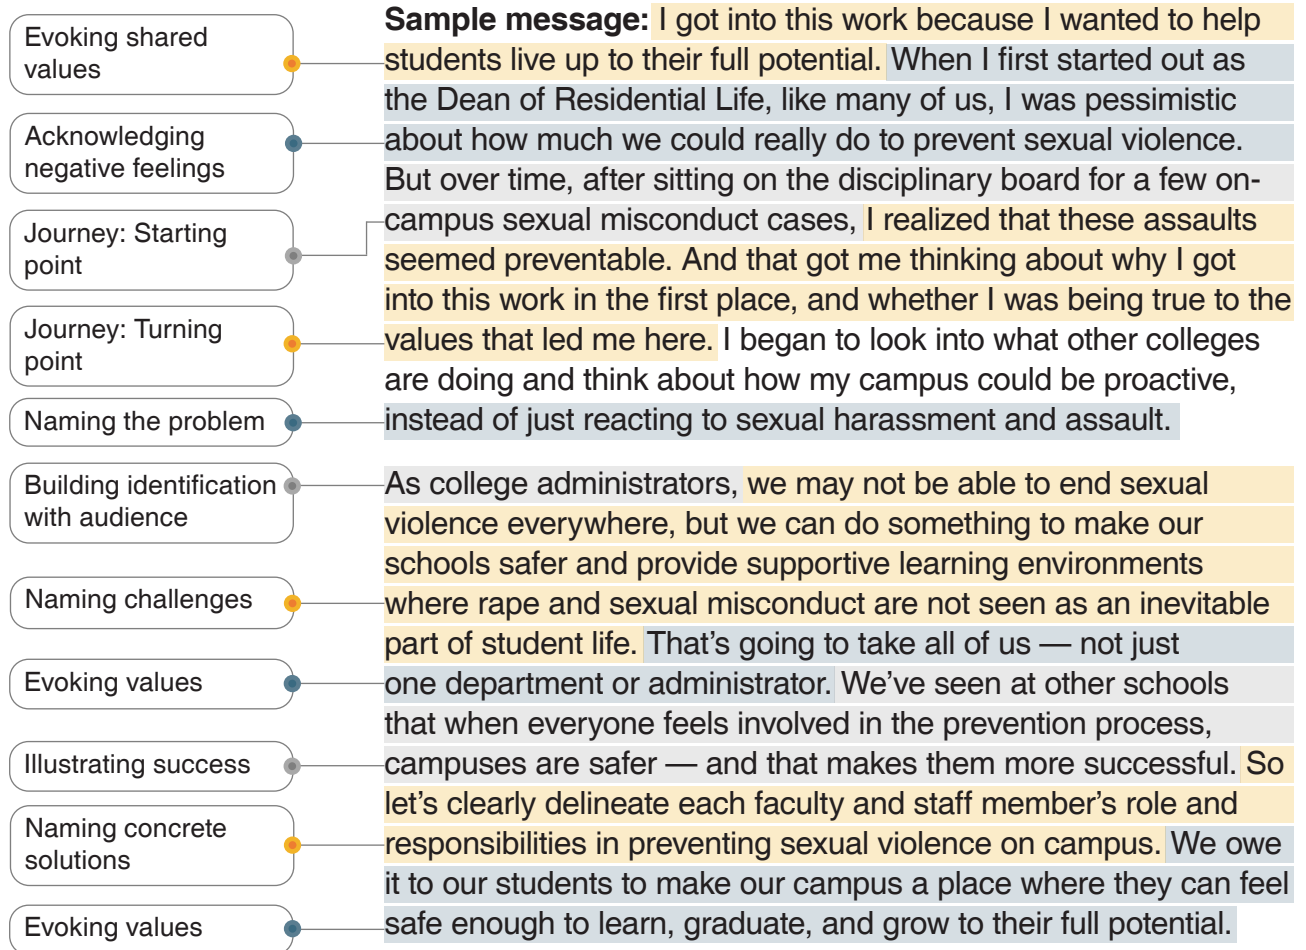 Evoking shared
values
Acknowledging
negative feelings
Journey: Starting
point
Journey: Turning
point
Naming the problem
Building identification
with audience
Naming challenges
Evoking values
Illustrating success
Naming concrete
solutions
Evoking values
Sample message: I got into this work because I wanted to help
students live up to their full potential. When I first started out as
the Dean of Residential Life, like many of us, I was pessimistic
about how much we could really do to prevent sexual violence.
But over time, after sitting on the disciplinary board for a few on-
campus sexual misconduct cases, I realized that these assaults
seemed preventable. And that got me thinking about why I got
into this work in the first place, and whether I was being true to the
values that led me here. I began to look into what other colleges
are doing and think about how my campus could be proactive,
instead of just reacting to sexual harassment and assault.
As college administrators, we may not be able to end sexual
violence everywhere, but we can do something to make our
schools safer and provide supportive learning environments
where rape and sexual misconduct are not seen as an inevitable
part of student life. That’s going to take all of us — not just
one department or administrator. We’ve seen at other schools
that when everyone feels involved in the prevention process,
campuses are safer — and that makes them more successful. So
let’s clearly delineate each faculty and staff member’s role and
responsibilities in preventing sexual violence on campus. We owe
it to our students to make our campus a place where they can feel
safe enough to learn, graduate, and grow to their full potential.